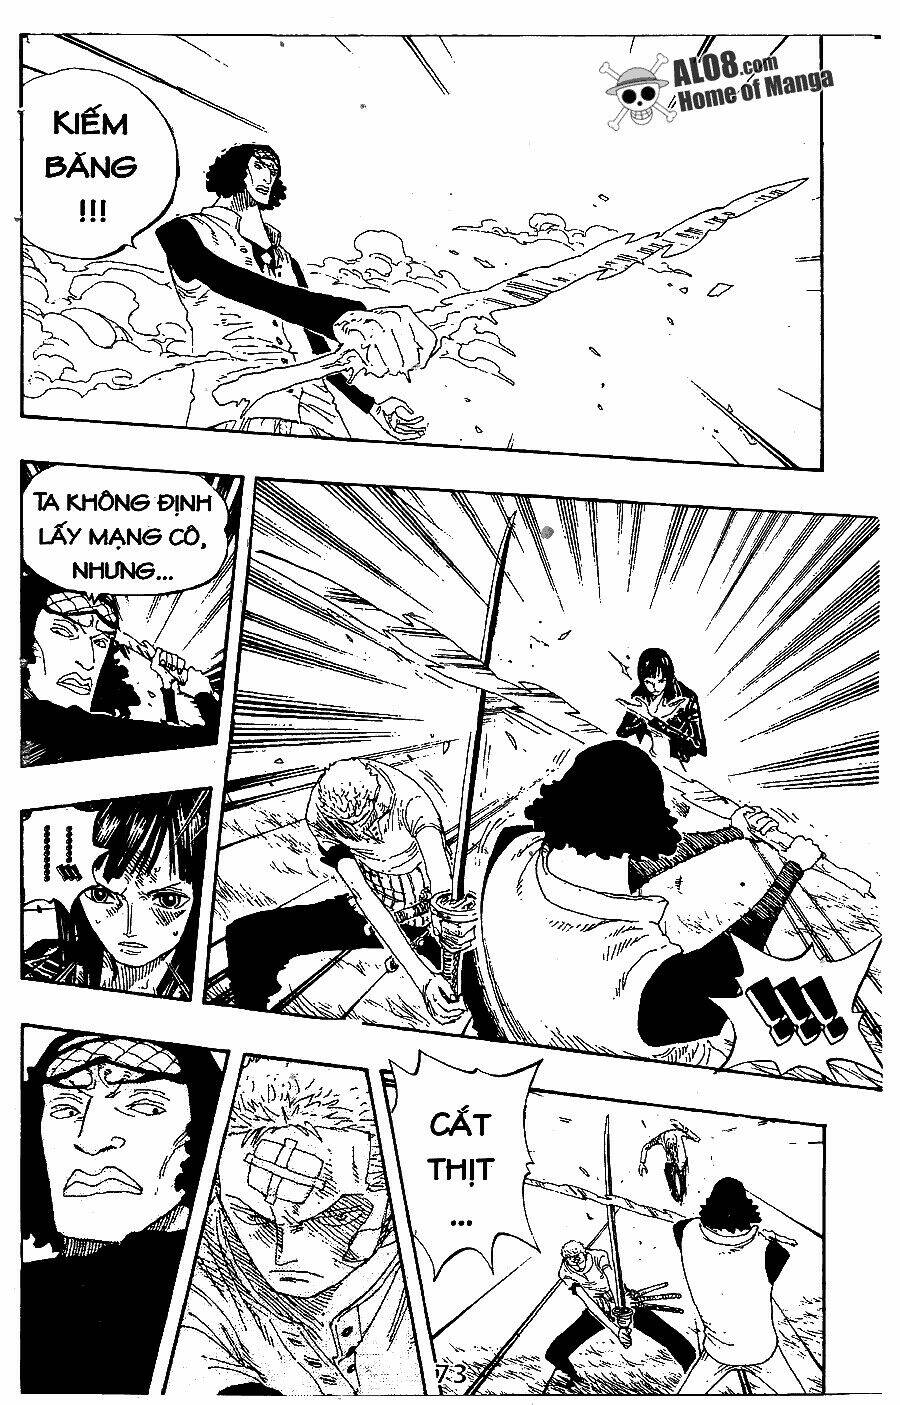 AL08.com
Home of Manga
KIẾM
BĂNG
!!!
TA KHÔNG ĐỊNH
LẤY MẠNG CÔ,
NHƯNG...
!!
!!!
CẮT
THỊT
...
73